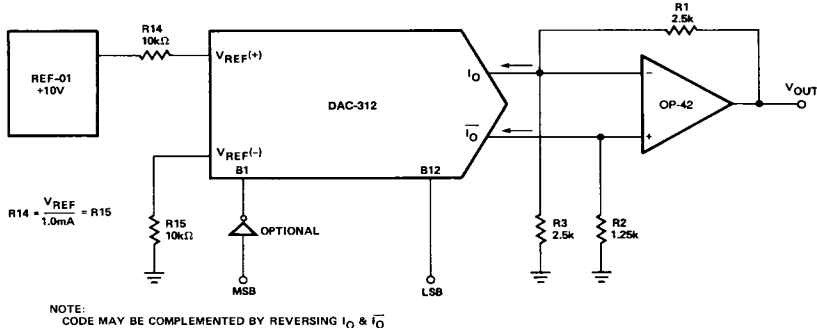 R1
2.5k
R14
10kΩ
VREF(+)
REF-01
+10V
DAC-312
IO
IO
−
+
OP-42
VOUT
VREF(−)
B1
B12
R14 = VREF/1.0mA = R15
R15
10kΩ
OPTIONAL
R3
2.5k
R2
1.25k
MSB
LSB
NOTE:
CODE MAY BE COMPLEMENTED BY REVERSING IO & IO